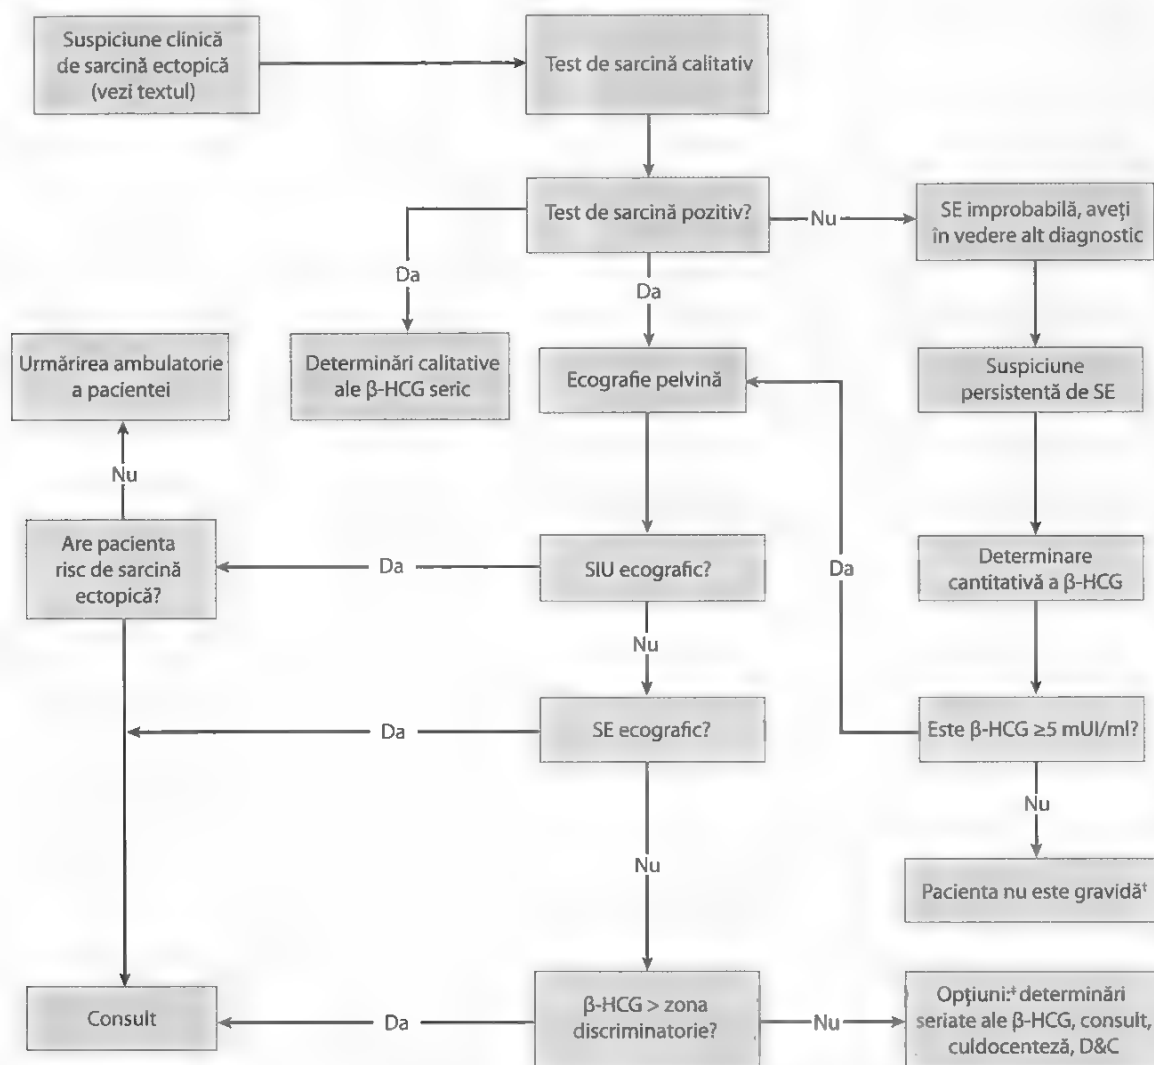 Suspiciune clinică
de sarcină ectopică
(vezi textul)
Test de sarcină calitativ
Test de sarcină pozitiv?
Nu
SE improbabilă, aveți
în vedere alt diagnostic
Da
Da
Urmărirea ambulatorie
a pacientei
Determinări calitative
ale β-HCG seric
Ecografie pelvină
Suspiciune
persistentă de SE
Nu
Are pacienta
risc de sarcină
ectopică?
Da
SIU ecografic?
Da
Determinare
cantitativă a β-HCG
Nu
Da
SE ecografic?
Este β-HCG ≥5 mUI/ml?
Nu
Nu
Pacienta nu este gravidă†
Consult
Da
β-HCG > zona
discriminatorie?
Nu
Opțiuni:‡ determinări
seriate ale β-HCG, consult,
culdocenteză, D&C